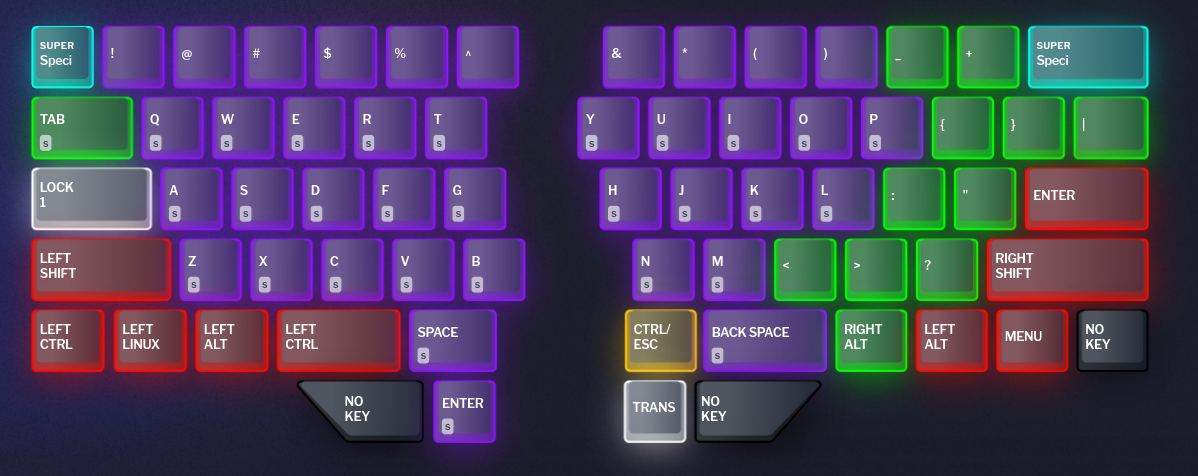 SUPER Speci ! @ # $ % ^ & * ( ) _ + SUPER Speci
TAB s Q s W s E s R s T s Y s U s I s O s P s { } |
LOCK 1 A s S s D s F s G s H s J s K s L s : " ENTER
LEFT SHIFT Z s X s C s V s B s N s M s < > ? RIGHT SHIFT
LEFT CTRL LEFT LINUX LEFT ALT LEFT CTRL SPACE s CTRL/ ESC BACK SPACE s RIGHT ALT LEFT ALT MENU NO KEY
NO KEY ENTER s TRANS NO KEY